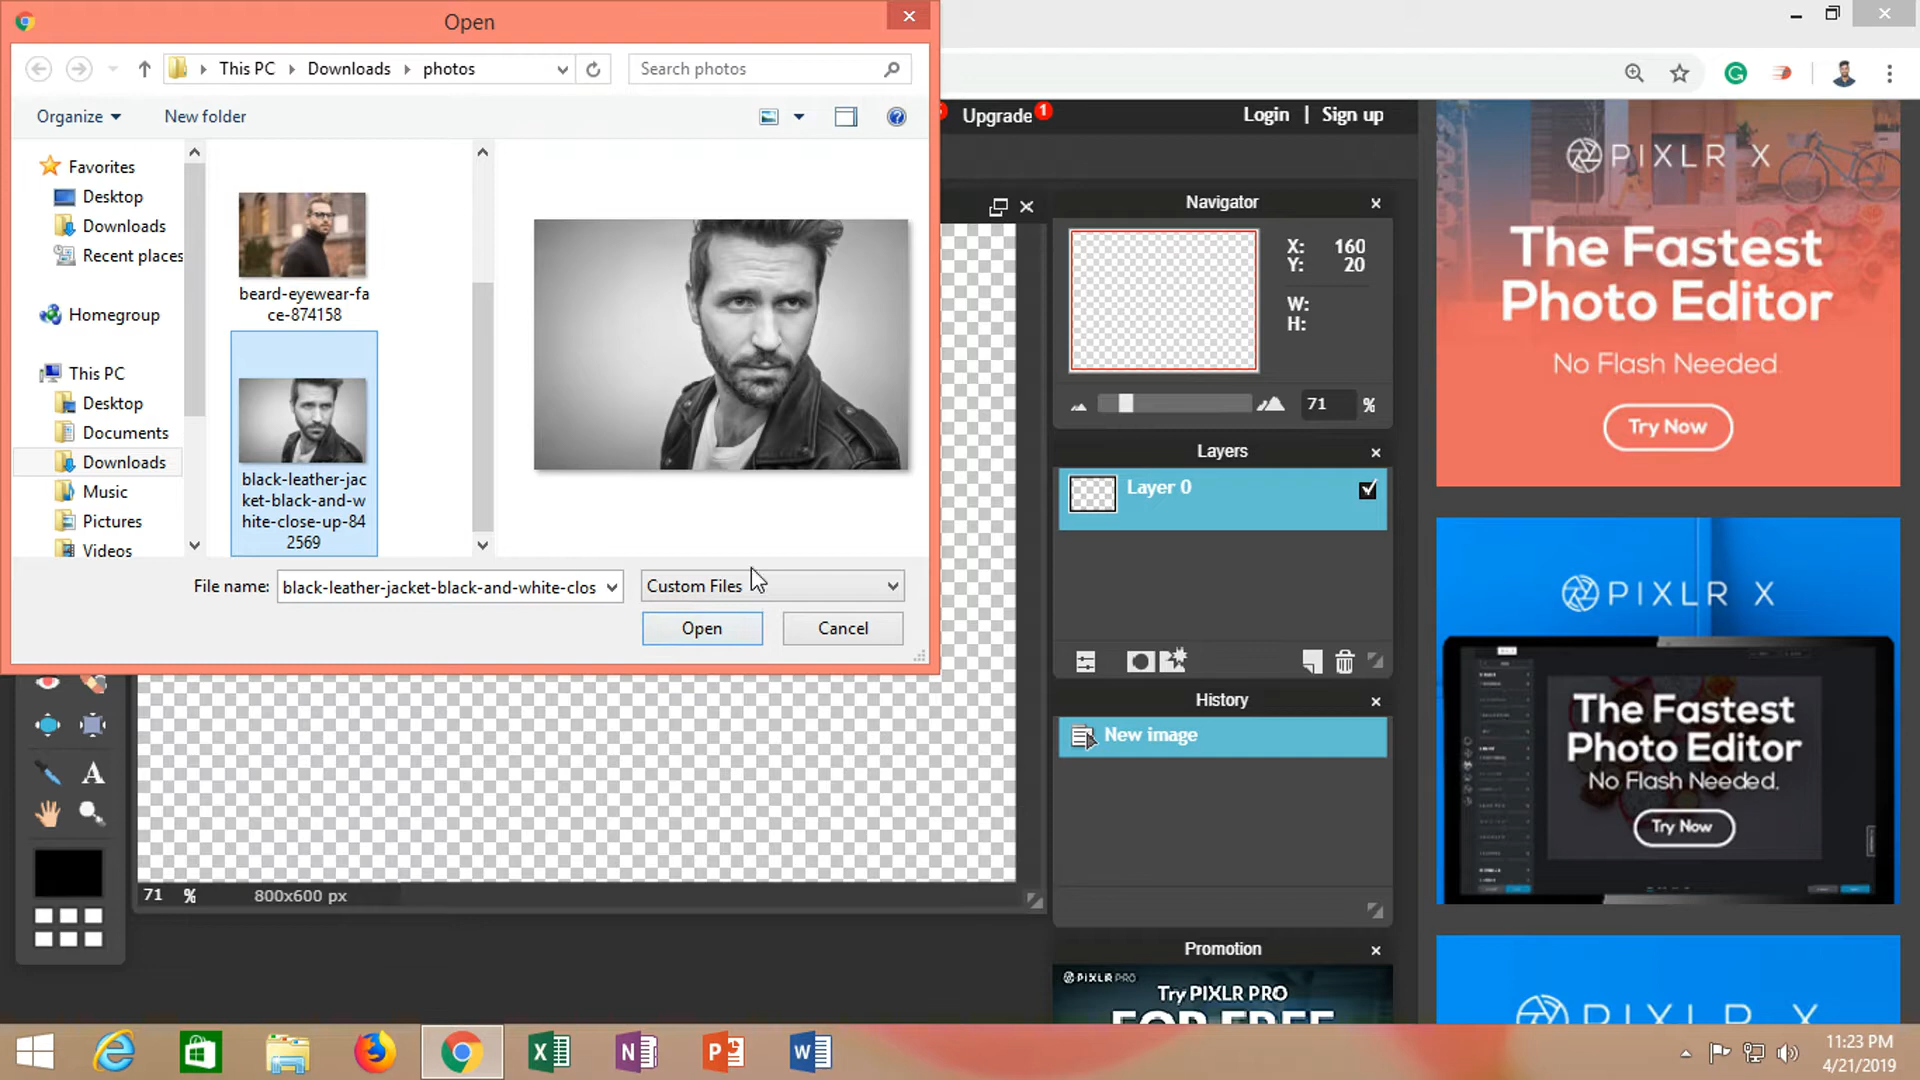 Open
This PC
Downloads
photos
Search photos
Organize
New folder
Favorites
Desktop
Downloads
Recent places
Homegroup
This PC
Desktop
Documents
Downloads
Music
Pictures
Videos
beard-eyewear-fa
ce-874158
black-leather-jac
ket-black-and-w
hite-close-up-84
2569
File name:
black-leather-jacket-black-and-white-clos
Custom Files
Open
Cancel
Upgrade
1
Login | Sign up
Navigator
X: 160
Y: 20
W:
H:
71 %
Layers
Layer 0
History
New image
Promotion
PIXLR PRO
Try PIXLR PRO
FOR FREE
71 %
800x600 px
PIXLR X
The Fastest
Photo Editor
No Flash Needed.
Try Now
PIXLR X
The Fastest
Photo Editor
No Flash Needed.
Try Now
PIXLR X
11:23 PM
4/21/2019